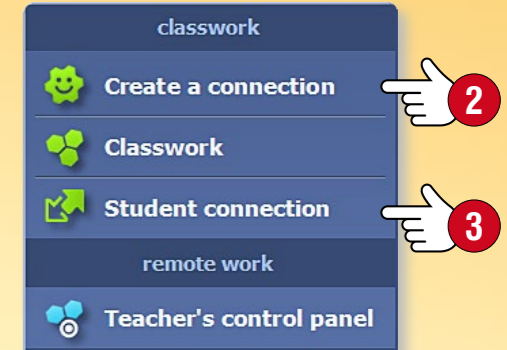 classwork
Create a connection
2
Classwork
Student connection
3
remote work
Teacher's control panel